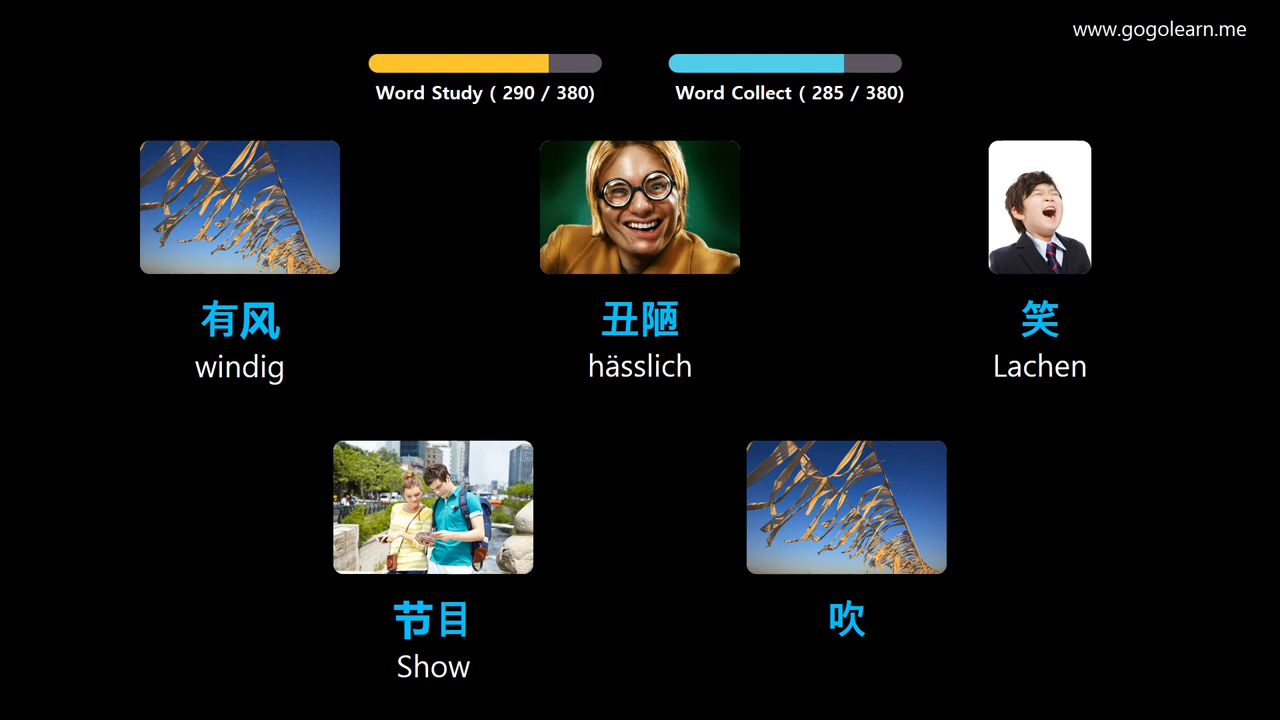 www.gogolearn.me
Word Study ( 290 / 380)
Word Collect ( 285 / 380)
有风
windig
丑陋
hässlich
笑
Lachen
节目
Show
吹